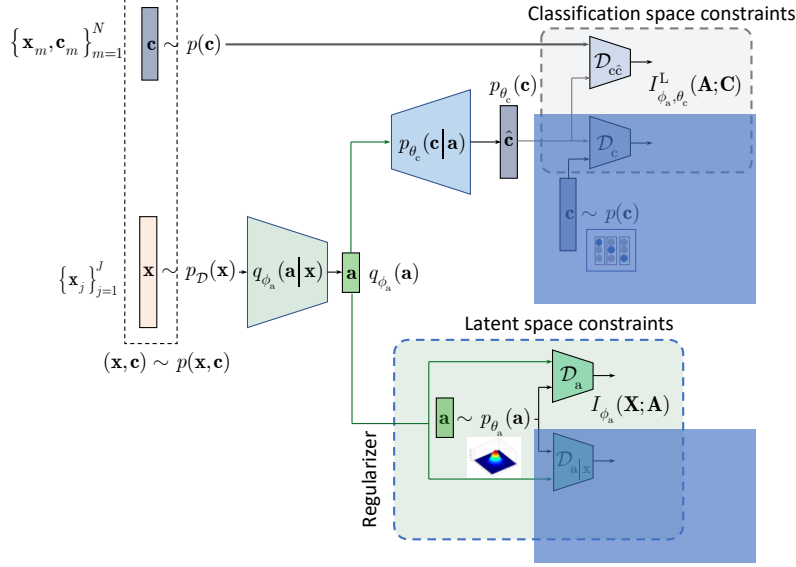 Classification space constraints
{x_m, c_m}_{m=1}^N
c ~ p(c)
D_{cĉ}
I^L_{ϕ_a,θ_c}(A;C)
p_{θ_c}(c)
p_{θ_c}(c|a)
ĉ
D_c
c ~ p(c)
{x_j}_{j=1}^J
x ~ p_D(x)
q_{ϕ_a}(a|x)
a
q_{ϕ_a}(a)
(x,c) ~ p(x,c)
Latent space constraints
D_a
I_{ϕ_a}(X;A)
a ~ p_{θ_a}(a)
D_{a|x}
Regularizer